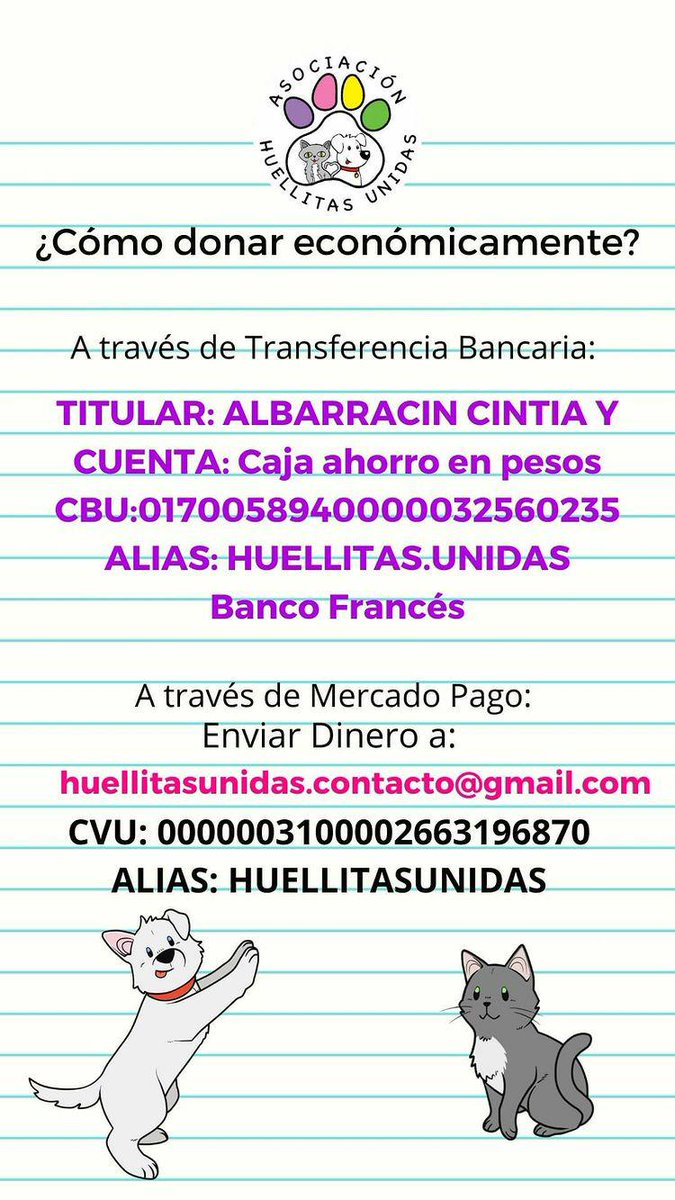 ASOCIACIÓN
HUELLITAS UNIDAS
¿Cómo donar económicamente?
A través de Transferencia Bancaria:
TITULAR: ALBARRACIN CINTIA Y
CUENTA: Caja ahorro en pesos
CBU:0170058940000032560235
ALIAS: HUELLITAS.UNIDAS
Banco Francés
A través de Mercado Pago:
Enviar Dinero a:
huellitasunidas.contacto@gmail.com
CVU: 0000003100002663196870
ALIAS: HUELLITASUNIDAS